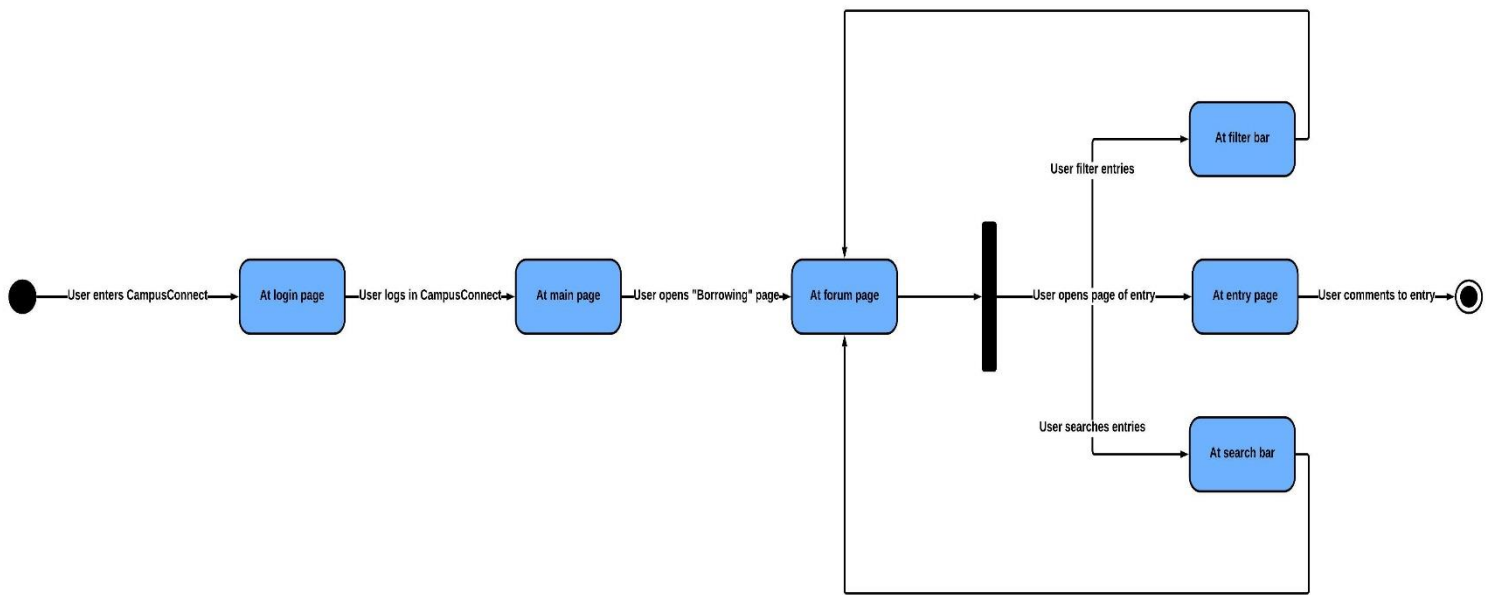 At filter bar
User filter entries
User enters CampusConnect
At login page
User logs in CampusConnect
At main page
User opens "Borrowing" page
At forum page
User opens page of entry
At entry page
User comments to entry
User searches entries
At search bar